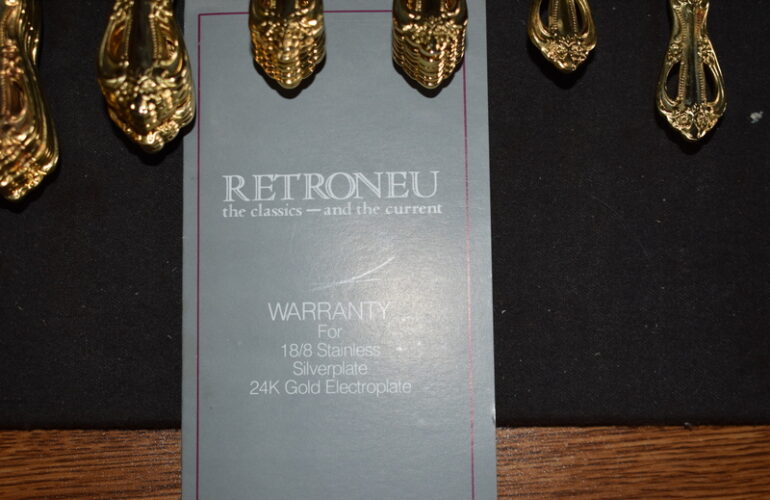 RETRONEU
the classics — and the current
WARRANTY
For
18/8 Stainless
Silverplate
24K Gold Electroplate